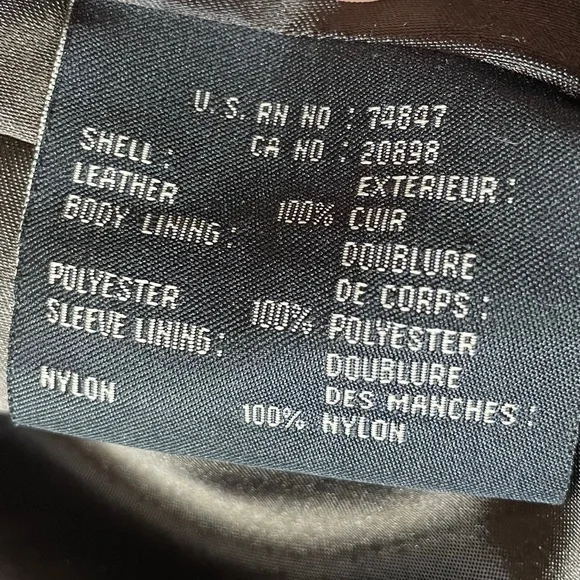 U.S. RN NO : 74847
CA NO : 20898
SHELL : EXTERIEUR :
LEATHER 100% CUIR
BODY LINING : DOUBLURE
DE CORPS :
POLYESTER 100% POLYESTER
SLEEVE LINING : DOUBLURE
DES MANCHES :
NYLON 100% NYLON